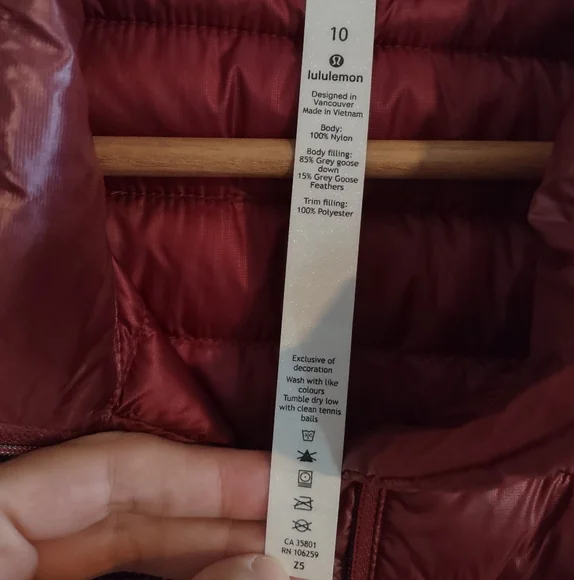 10
lululemon
Designed in
Vancouver
Made in Vietnam
Body:
100% Nylon
Body filling:
85% Grey goose
down
15% Grey Goose
Feathers
Trim filling:
100% Polyester
Exclusive of
decoration
Wash with like
colours
Tumble dry low
with clean tennis
balls
CA 35801
RN 106259
Z5